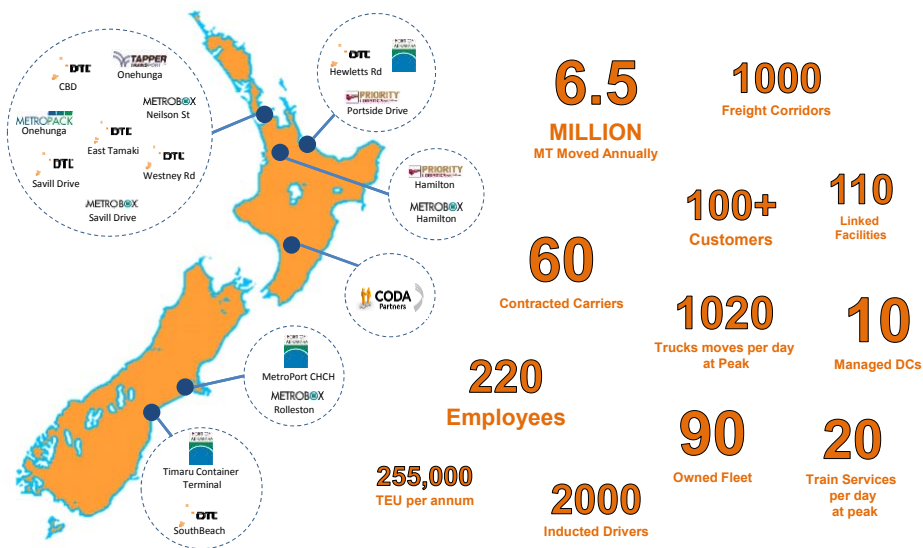 DTL
CBD
TAPPER
TRANSPORT
Onehunga
METROBOX
Neilson St
METROPACK
Onehunga
DTL
East Tamaki
DTL
Savill Drive
DTL
Westney Rd
METROBOX
Savill Drive
DTL
Hewletts Rd
PORT OF
TAURANGA
PRIORITY
Portside Drive
PRIORITY
Hamilton
METROBOX
Hamilton
CODA
Partners
MetroPort CHCH
METROBOX
Rolleston
Timaru Container
Terminal
DTL
SouthBeach
6.5
MILLION
MT Moved Annually
1000
Freight Corridors
100+
Customers
110
Linked
Facilities
60
Contracted Carriers
1020
Trucks moves per day
at Peak
10
Managed DCs
220
Employees
90
Owned Fleet
20
Train Services
per day
at peak
255,000
TEU per annum
2000
Inducted Drivers